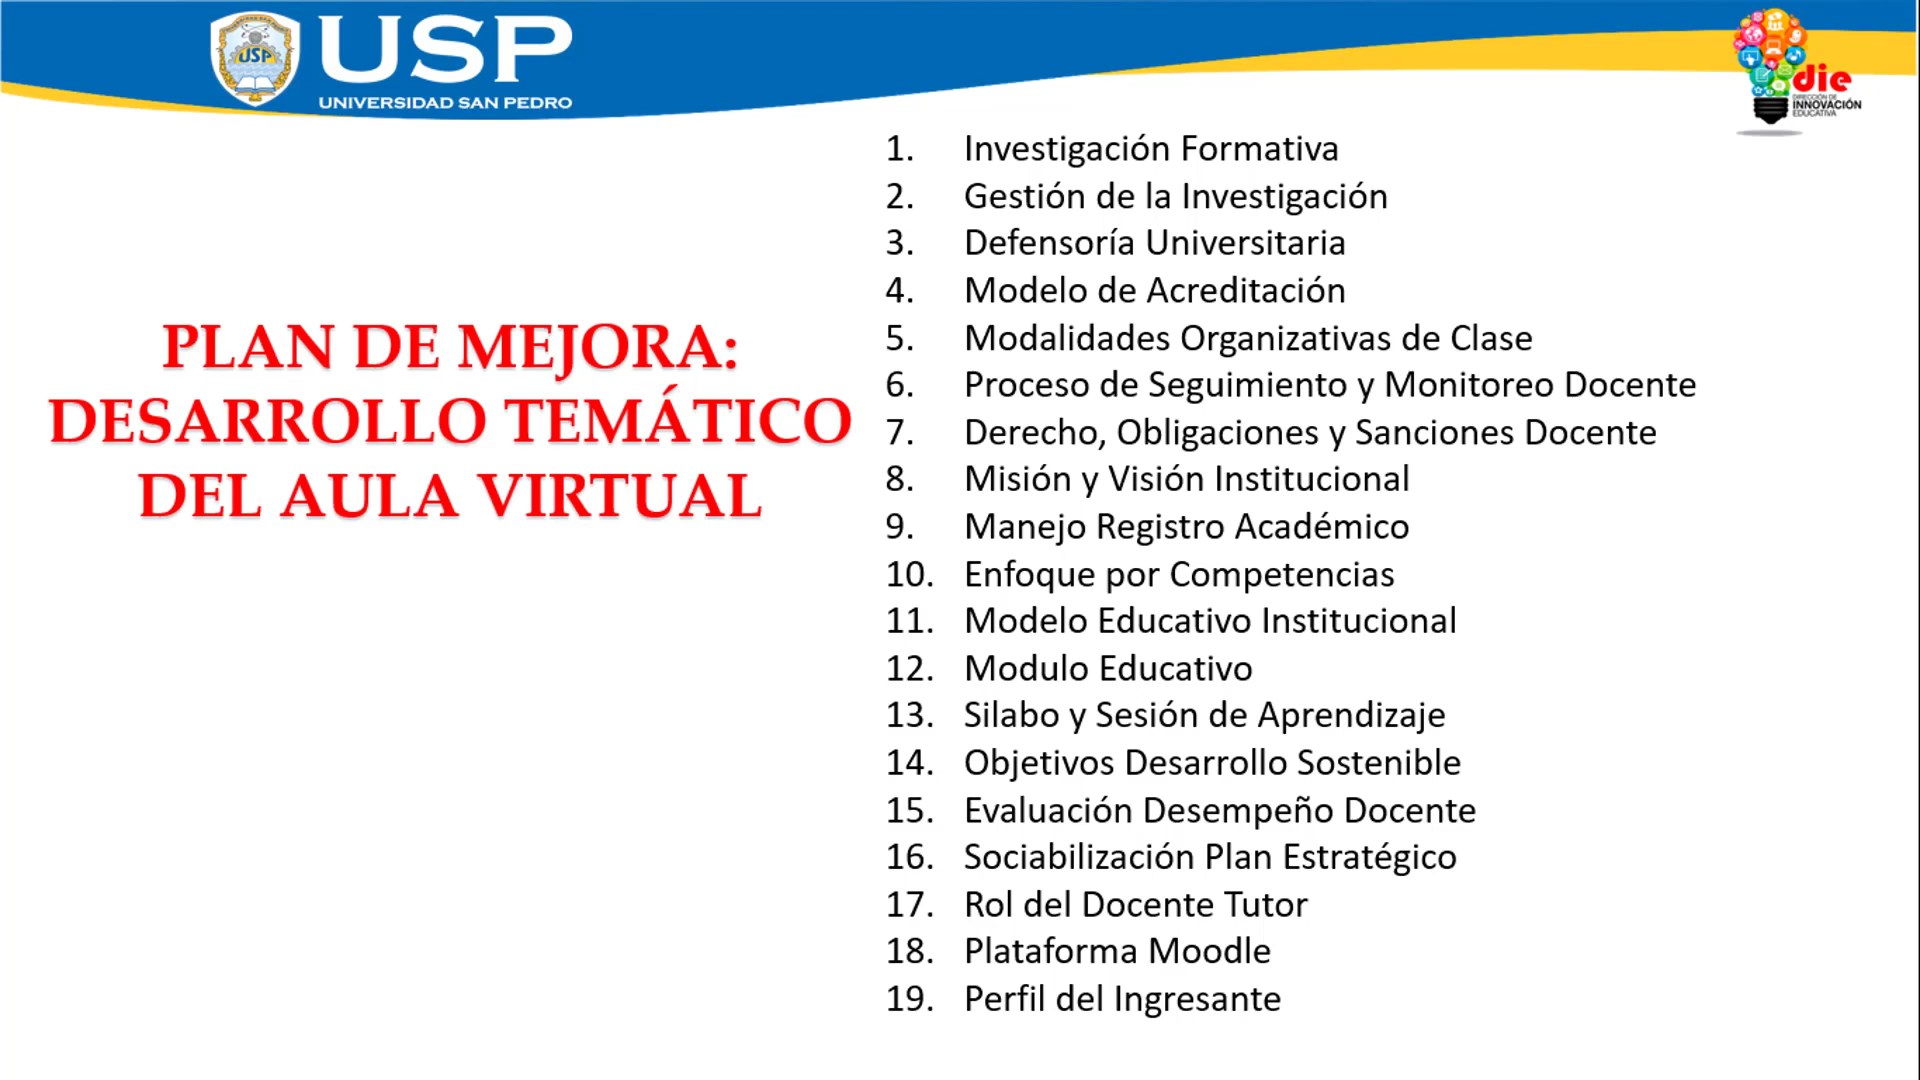 USP
USP
UNIVERSIDAD SAN PEDRO
die
DIRECCIÓN DE
INNOVACIÓN
EDUCATIVA
PLAN DE MEJORA:
DESARROLLO TEMÁTICO
DEL AULA VIRTUAL
1. Investigación Formativa
2. Gestión de la Investigación
3. Defensoría Universitaria
4. Modelo de Acreditación
5. Modalidades Organizativas de Clase
6. Proceso de Seguimiento y Monitoreo Docente
7. Derecho, Obligaciones y Sanciones Docente
8. Misión y Visión Institucional
9. Manejo Registro Académico
10. Enfoque por Competencias
11. Modelo Educativo Institucional
12. Modulo Educativo
13. Silabo y Sesión de Aprendizaje
14. Objetivos Desarrollo Sostenible
15. Evaluación Desempeño Docente
16. Sociabilización Plan Estratégico
17. Rol del Docente Tutor
18. Plataforma Moodle
19. Perfil del Ingresante